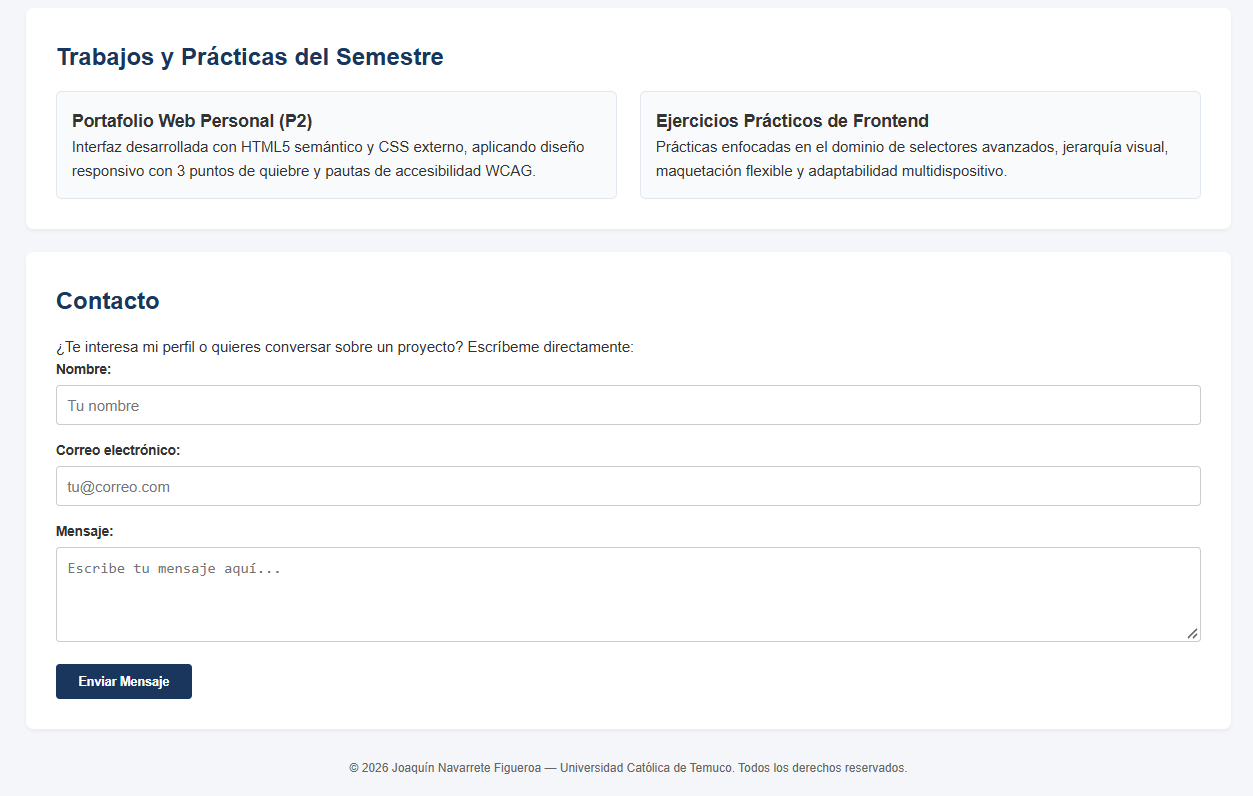 Trabajos y Prácticas del Semestre
Portafolio Web Personal (P2)
Interfaz desarrollada con HTML5 semántico y CSS externo, aplicando diseño
responsivo con 3 puntos de quiebre y pautas de accesibilidad WCAG.
Ejercicios Prácticos de Frontend
Prácticas enfocadas en el dominio de selectores avanzados, jerarquía visual,
maquetación flexible y adaptabilidad multidispositivo.
Contacto
¿Te interesa mi perfil o quieres conversar sobre un proyecto? Escríbeme directamente:
Nombre:
Tu nombre
Correo electrónico:
tu@correo.com
Mensaje:
Escribe tu mensaje aquí...
Enviar Mensaje
© 2026 Joaquín Navarrete Figueroa — Universidad Católica de Temuco. Todos los derechos reservados.